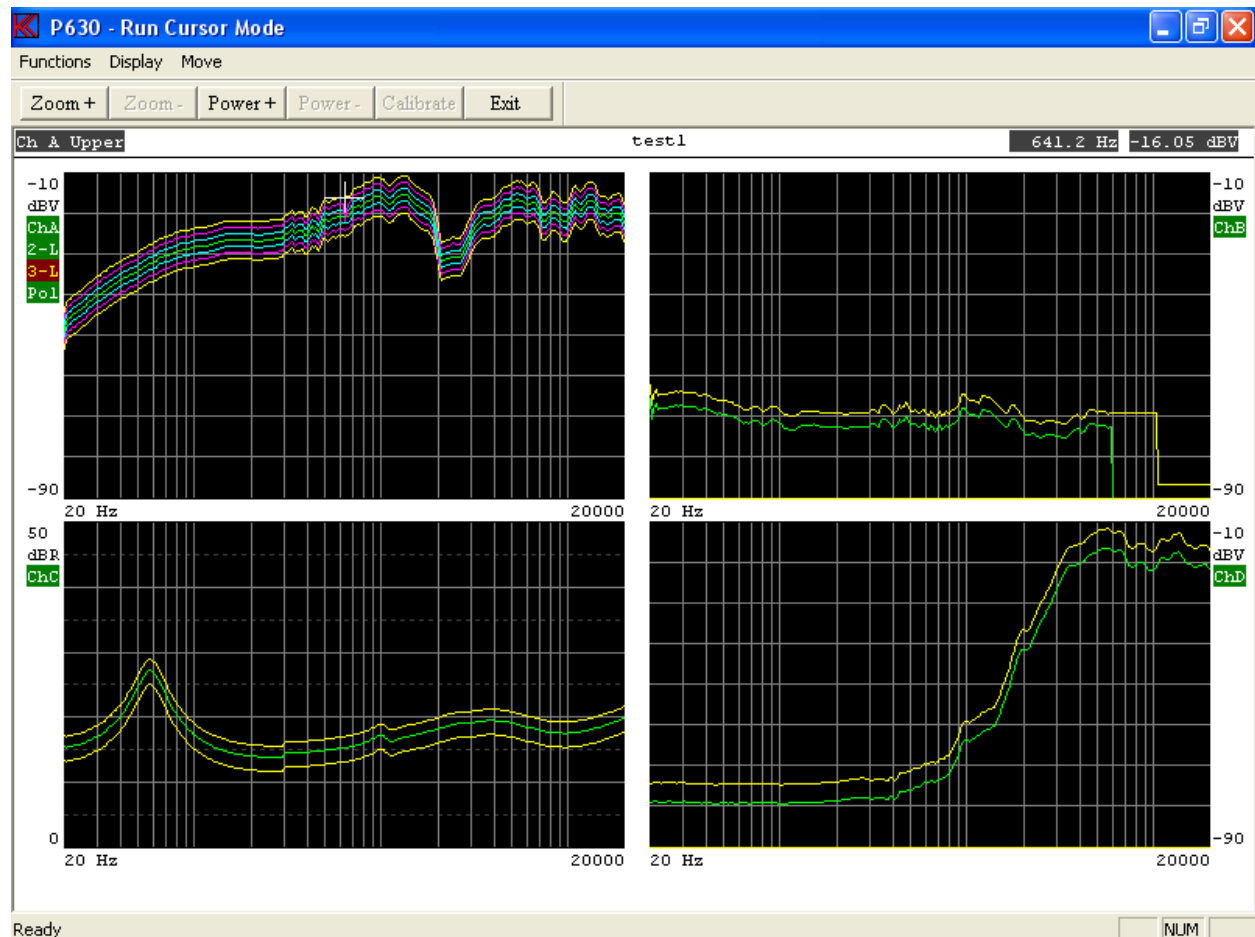 P630 - Run Cursor Mode
Functions Display Move
Zoom + Zoom - Power + Power - Calibrate Exit
Ch A Upper test1 641.2 Hz -16.05 dBV
-10
dBV
ChA
2-L
3-L
Pol
-90
20 Hz 20000
-10
dBV
ChB
-90
20 Hz 20000
50
dBR
ChC
0
20 Hz 20000
-10
dBV
ChD
-90
20 Hz 20000
Ready NUM